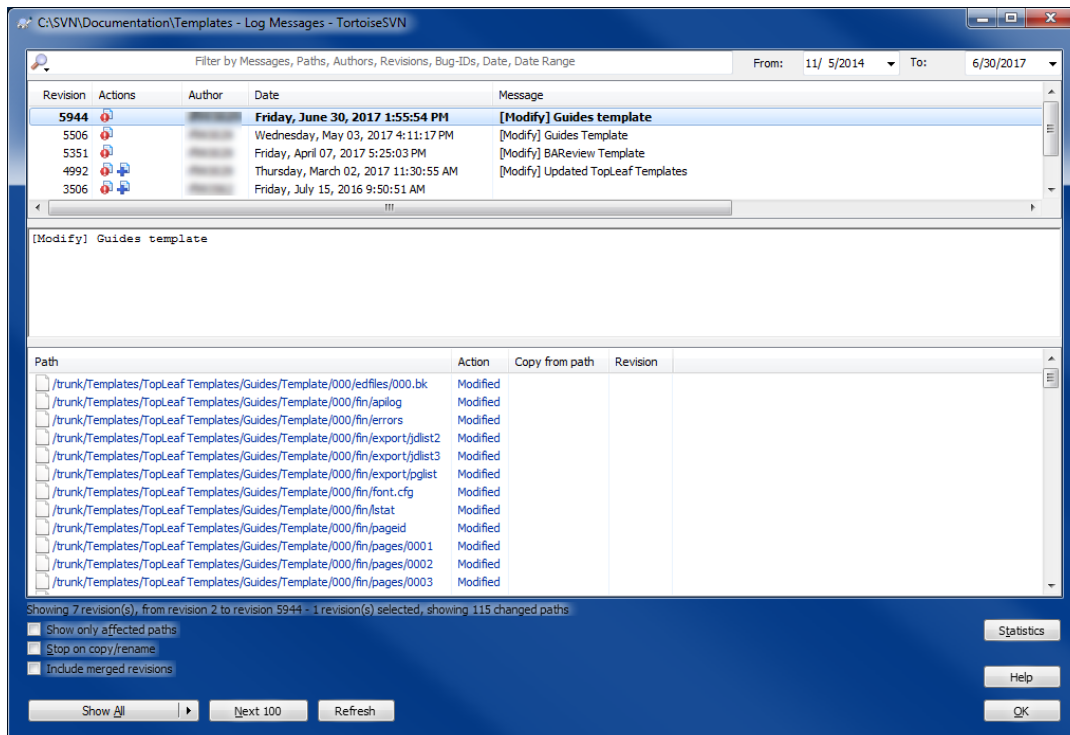 C:\SVN\Documentation\Templates - Log Messages - TortoiseSVN
Filter by Messages, Paths, Authors, Revisions, Bug-IDs, Date, Date Range From: 11/ 5/2014 To: 6/30/2017
Revision Actions Author Date Message
5944 Friday, June 30, 2017 1:55:54 PM [Modify] Guides template
5506 Wednesday, May 03, 2017 4:11:17 PM [Modify] Guides Template
5351 Friday, April 07, 2017 5:25:03 PM [Modify] BAReview Template
4992 Thursday, March 02, 2017 11:30:55 AM [Modify] Updated TopLeaf Templates
3506 Friday, July 15, 2016 9:50:51 AM
[Modify] Guides template
Path Action Copy from path Revision
/trunk/Templates/TopLeaf Templates/Guides/Template/000/edfiles/000.bk Modified
/trunk/Templates/TopLeaf Templates/Guides/Template/000/fin/apilog Modified
/trunk/Templates/TopLeaf Templates/Guides/Template/000/fin/errors Modified
/trunk/Templates/TopLeaf Templates/Guides/Template/000/fin/export/jdlist2 Modified
/trunk/Templates/TopLeaf Templates/Guides/Template/000/fin/export/jdlist3 Modified
/trunk/Templates/TopLeaf Templates/Guides/Template/000/fin/export/pglist Modified
/trunk/Templates/TopLeaf Templates/Guides/Template/000/fin/font.cfg Modified
/trunk/Templates/TopLeaf Templates/Guides/Template/000/fin/lstat Modified
/trunk/Templates/TopLeaf Templates/Guides/Template/000/fin/pageid Modified
/trunk/Templates/TopLeaf Templates/Guides/Template/000/fin/pages/0001 Modified
/trunk/Templates/TopLeaf Templates/Guides/Template/000/fin/pages/0002 Modified
/trunk/Templates/TopLeaf Templates/Guides/Template/000/fin/pages/0003 Modified
Showing 7 revision(s), from revision 2 to revision 5944 - 1 revision(s) selected, showing 115 changed paths
Show only affected paths
Statistics
Stop on copy/rename
Include merged revisions
Help
Show All Next 100 Refresh OK